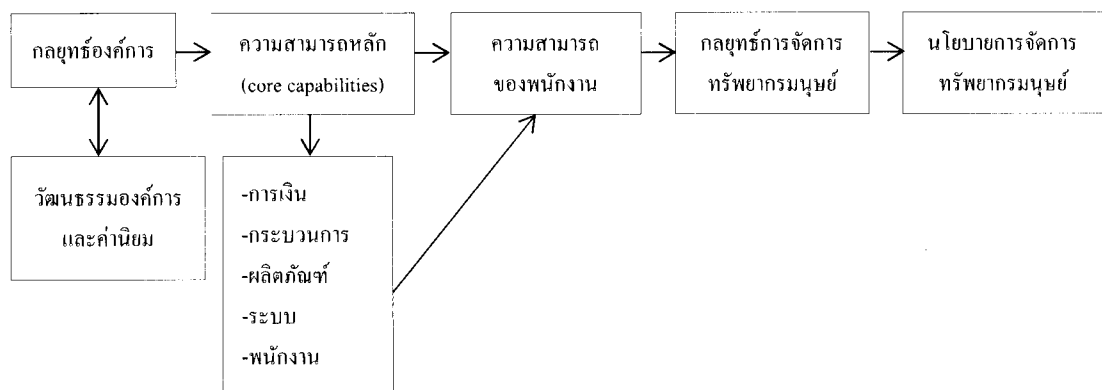 กลยุทธ์องค์การ
ความสามารถหลัก
(core capabilities)
ความสามารถ
ของพนักงาน
กลยุทธ์การจัดการ
ทรัพยากรมนุษย์
นโยบายการจัดการ
ทรัพยากรมนุษย์
วัฒนธรรมองค์การ
และค่านิยม
-การเงิน
-กระบวนการ
-ผลิตภัณฑ์
-ระบบ
-พนักงาน